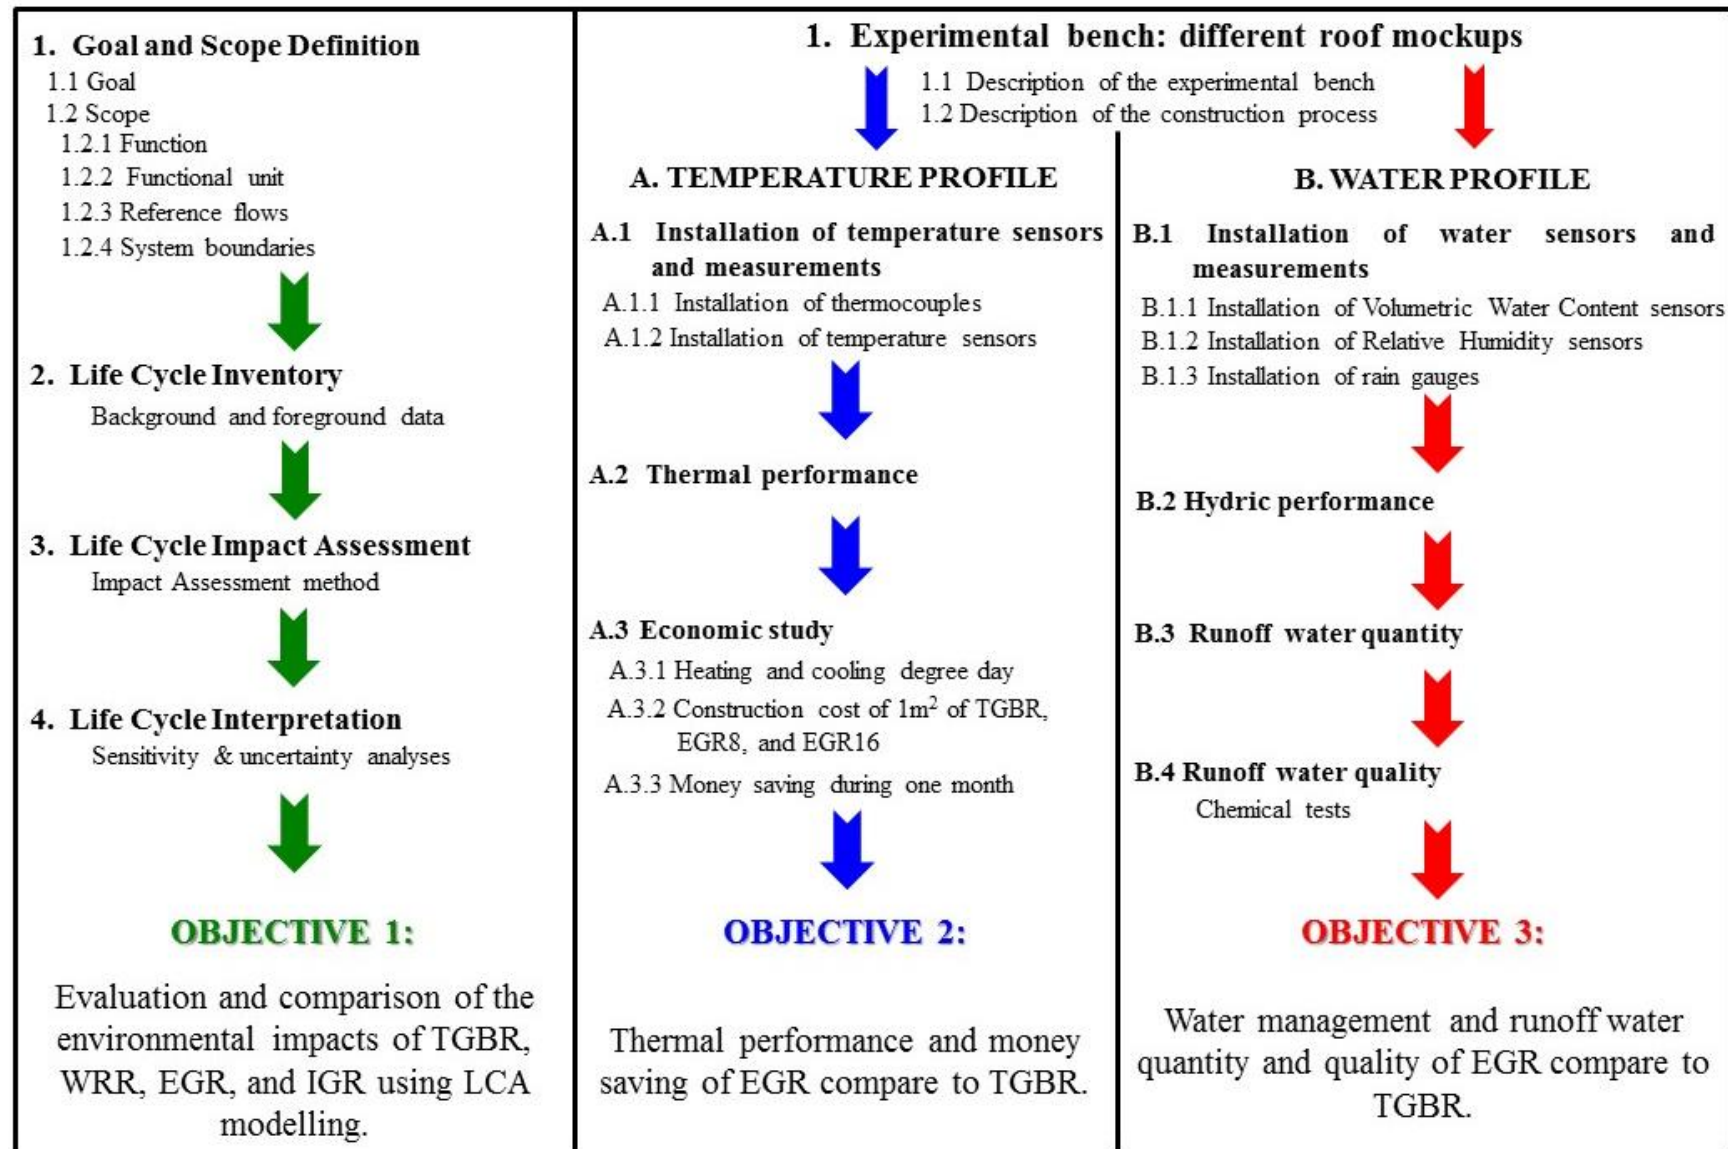 1. Goal and Scope Definition
1.1 Goal
1.2 Scope
1.2.1 Function
1.2.2 Functional unit
1.2.3 Reference flows
1.2.4 System boundaries
2. Life Cycle Inventory
Background and foreground data
3. Life Cycle Impact Assessment
Impact Assessment method
4. Life Cycle Interpretation
Sensitivity & uncertainty analyses
OBJECTIVE 1:
Evaluation and comparison of the
environmental impacts of TGBR,
WRR, EGR, and IGR using LCA
modelling.
1. Experimental bench: different roof mockups
1.1 Description of the experimental bench
1.2 Description of the construction process
A. TEMPERATURE PROFILE
A.1 Installation of temperature sensors
and measurements
A.1.1 Installation of thermocouples
A.1.2 Installation of temperature sensors
A.2 Thermal performance
A.3 Economic study
A.3.1 Heating and cooling degree day
A.3.2 Construction cost of 1m² of TGBR,
EGR8, and EGR16
A.3.3 Money saving during one month
OBJECTIVE 2:
Thermal performance and money
saving of EGR compare to TGBR.
B. WATER PROFILE
B.1 Installation of water sensors and
measurements
B.1.1 Installation of Volumetric Water Content sensors
B.1.2 Installation of Relative Humidity sensors
B.1.3 Installation of rain gauges
B.2 Hydric performance
B.3 Runoff water quantity
B.4 Runoff water quality
Chemical tests
OBJECTIVE 3:
Water management and runoff water
quantity and quality of EGR compare to
TGBR.